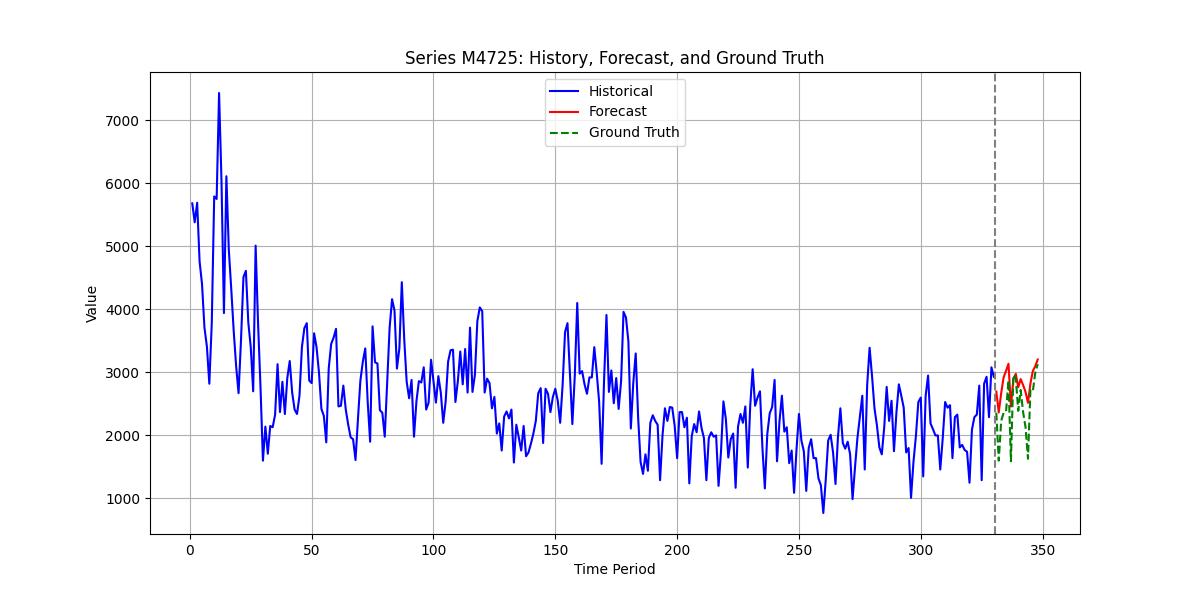 Series M4725: History, Forecast, and Ground Truth
Historical
Forecast
Ground Truth
Value
7000
6000
5000
4000
3000
2000
1000
0 50 100 150 200 250 300 350
Time Period